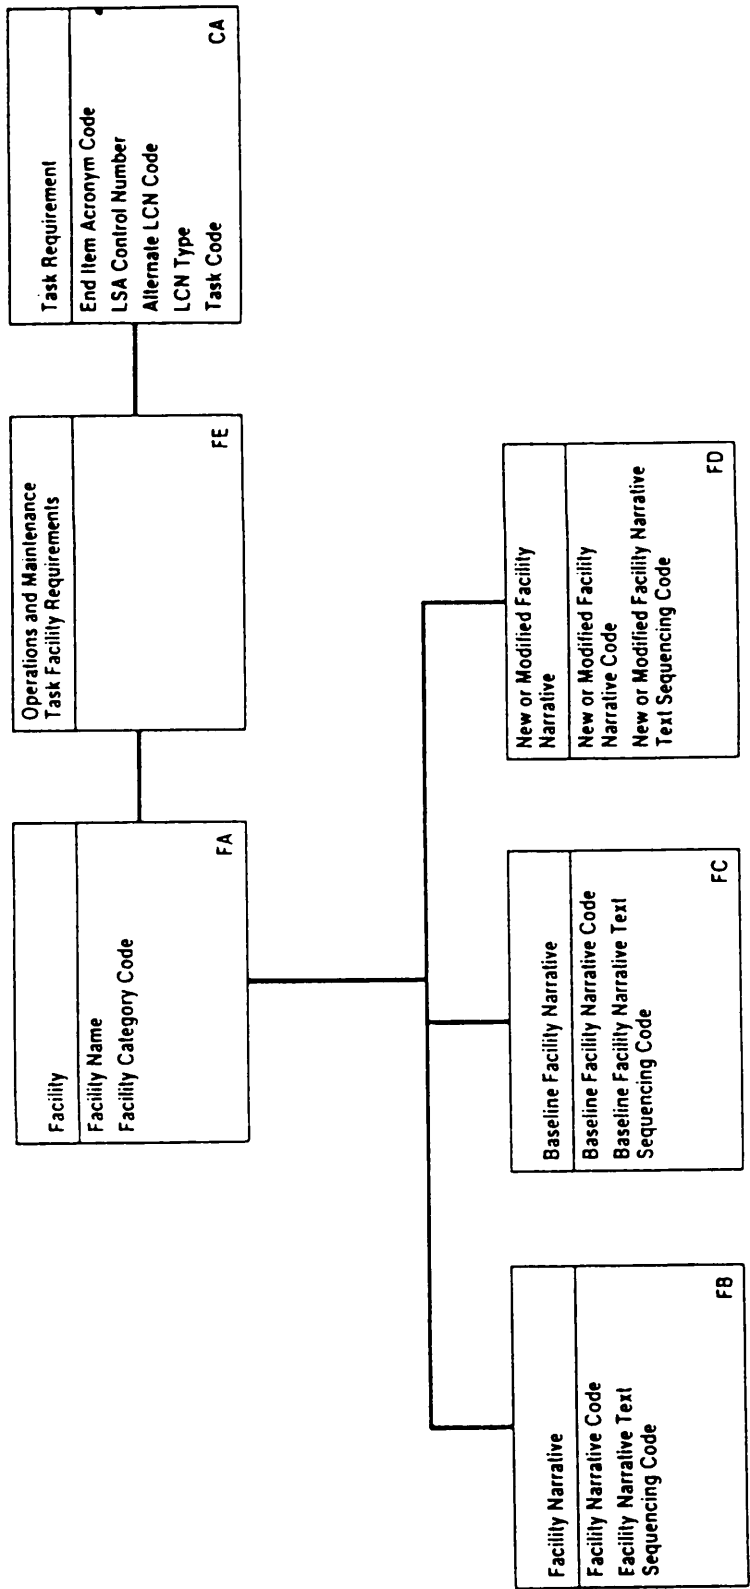 Facility
Facility Name
Facility Category Code
FA
Operations and Maintenance
Task Facility Requirements
FE
Task Requirement
End Item Acronym Code
LSA Control Number
Alternate LCN Code
LCN Type
Task Code
CA
Facility Narrative
Facility Narrative Code
Facility Narrative Text
Sequencing Code
FB
Baseline Facility Narrative
Baseline Facility Narrative Code
Baseline Facility Narrative Text
Sequencing Code
FC
New or Modified Facility
Narrative
New or Modified Facility
Narrative Code
New or Modified Facility Narrative
Text Sequencing Code
FD